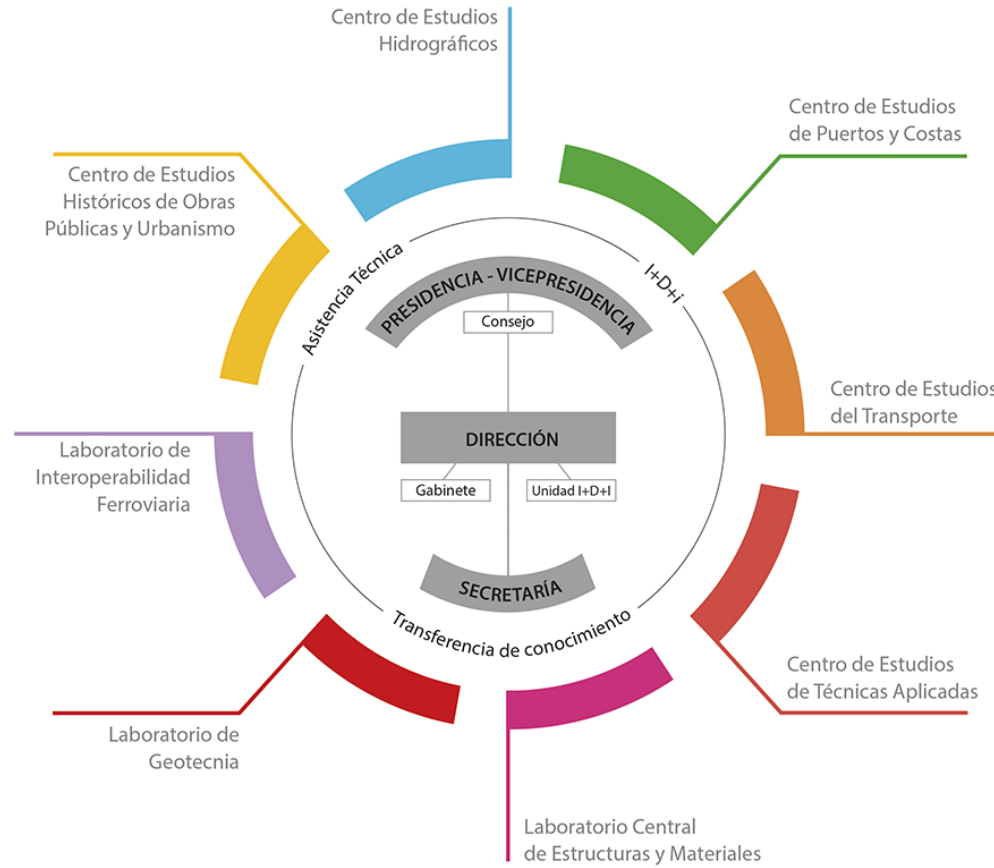 Centro de Estudios
Hidrográficos
Centro de Estudios
de Puertos y Costas
Centro de Estudios
Históricos de Obras
Públicas y Urbanismo
Asistencia Técnica
I+D+i
PRESIDENCIA - VICEPRESIDENCIA
Consejo
Centro de Estudios
del Transporte
DIRECCIÓN
Gabinete
Unidad I+D+I
Laboratorio de
Interoperabilidad
Ferroviaria
SECRETARÍA
Transferencia de conocimiento
Centro de Estudios
de Técnicas Aplicadas
Laboratorio de
Geotecnia
Laboratorio Central
de Estructuras y Materiales